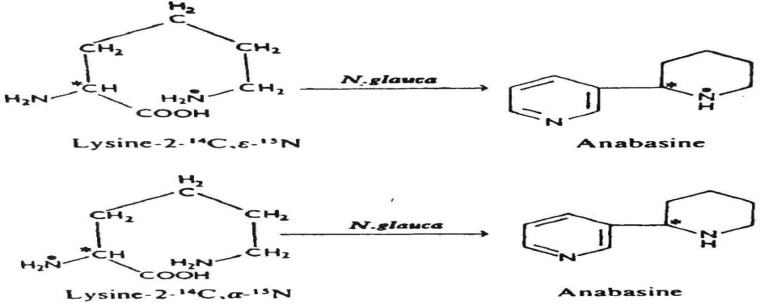 H₂
C
CH₂ CH₂
*CH H₂N• CH₂
H₂N COOH
N. glauca
* N•
H
N
Lysine-2-¹⁴C,ε-¹⁵N Anabasine
H₂
C
CH₂ CH₂
*CH H₂N CH₂
H₂N• COOH
N. glauca
* N
H
N
Lysine-2-¹⁴C,α-¹⁵N Anabasine